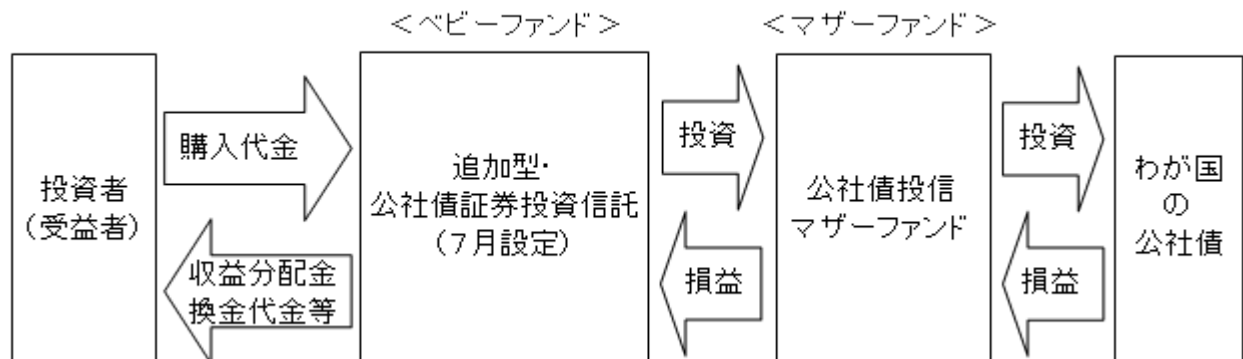 ＜ベビーファンド＞
＜マザーファンド＞
投資者
(受益者)
購入代金
収益分配金
換金代金等
追加型・
公社債証券投資信託
(７月設定)
投資
損益
公社債投信
マザーファンド
投資
損益
わが国
の
公社債